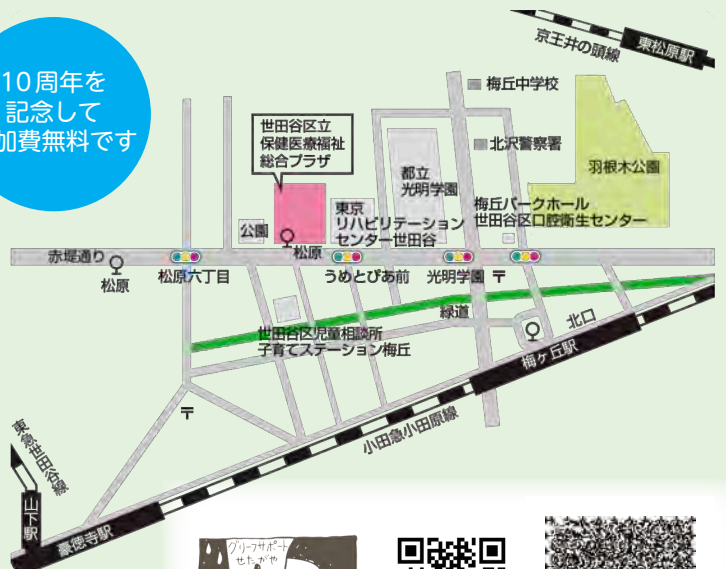 京王井の頭線
東松原駅
10周年を
記念して
加費無料です
梅丘中学校
世田谷区立
保健医療福祉
総合プラザ
都立
光明学園
北沢警察署
羽根木公園
梅丘パークホール
世田谷区口腔衛生センター
東京
リハビリテーション
センター世田谷
公園
松原
赤堤通り
松原
松原六丁目
うめとぴあ前
光明学園
〒
緑道
世田谷区児童相談所
子育てステーション梅丘
北口
梅ヶ丘駅
〒
小田急小田原線
東急世田谷線
山下駅
豪徳寺駅
グリーフサポート
せたがや